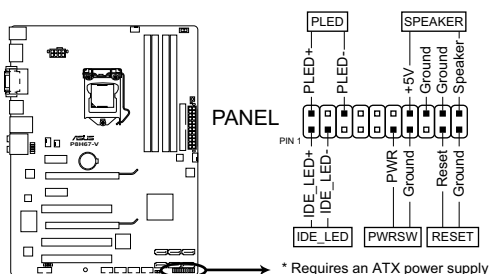 PLED
SPEAKER
PLED+
PLED-
+5V
Ground
Ground
Speaker
PANEL
PIN 1
IDE_LED+
IDE_LED-
PWR
Ground
Reset
Ground
IDE_LED
PWRSW
RESET
ASUS
P8H67-V
* Requires an ATX power supply